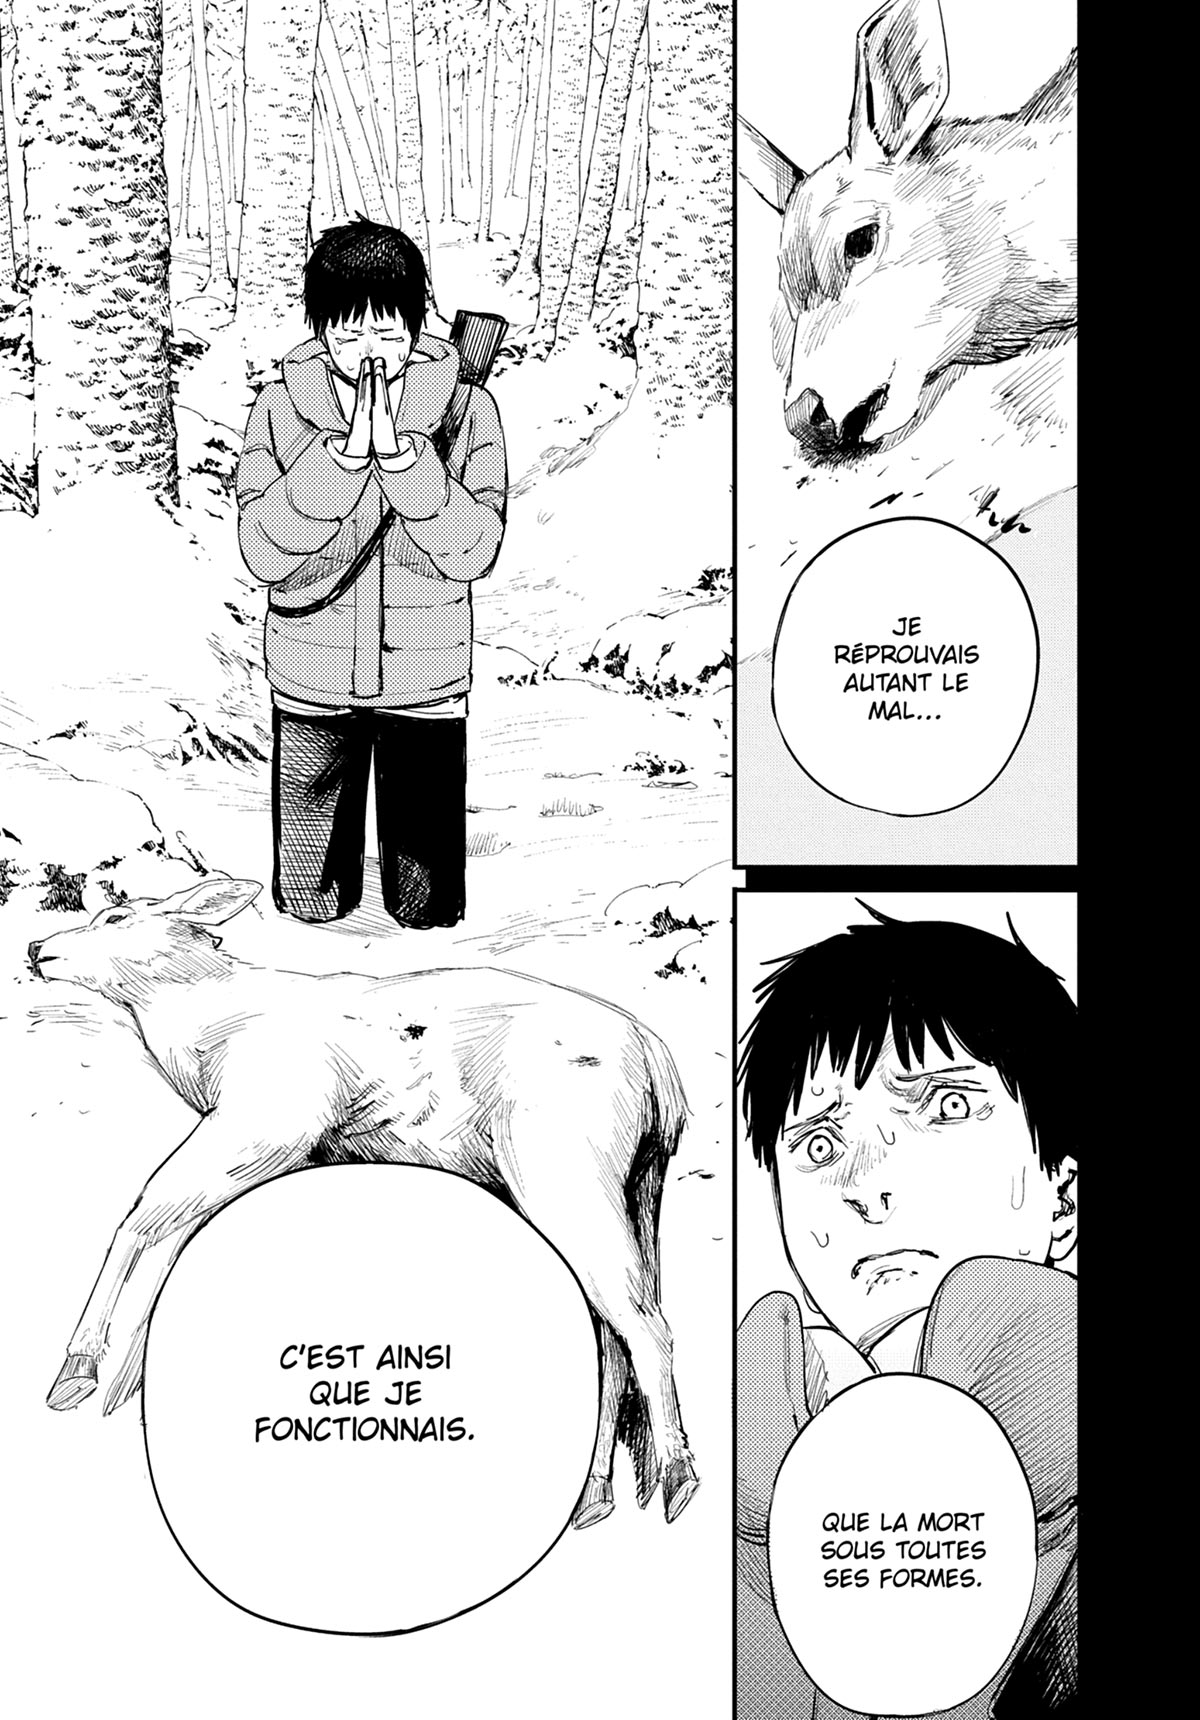 JE
RÉPROUVAIS
AUTANT LE
MAL...
QUE LA MORT
SOUS TOUTES
SES FORMES.
C'EST AINSI
QUE JE
FONCTIONNAIS.